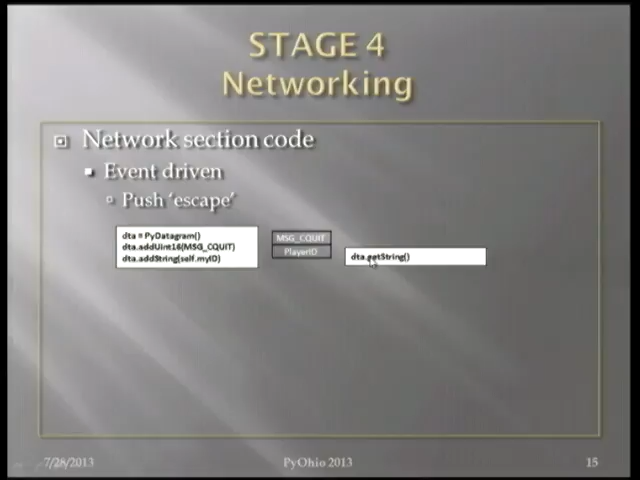 STAGE 4
Networking
Network section code
Event driven
Push 'escape'
dta = PyDatagram()
dta.addUint16(MSG_CQUIT)
dta.addString(self.myID)
MSG_CQUIT
PlayerID
dta.getString()
7/28/2013
PyOhio 2013
15